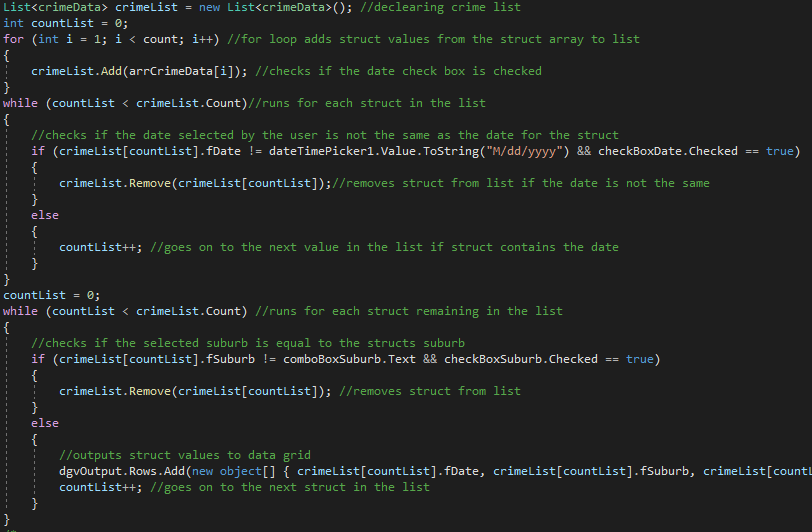 List<crimeData> crimeList = new List<crimeData>(); //declearing crime list
int countList = 0;
for (int i = 1; i < count; i++) //for loop adds struct values from the struct array to list
{
crimeList.Add(arrCrimeData[i]); //checks if the date check box is checked
}
while (countList < crimeList.Count)//runs for each struct in the list
{
//checks if the date selected by the user is not the same as the date for the struct
if (crimeList[countList].fDate != dateTimePicker1.Value.ToString("M/dd/yyyy") && checkBoxDate.Checked == true)
{
crimeList.Remove(crimeList[countList]);//removes struct from list if the date is not the same
}
else
{
countList++; //goes on to the next value in the list if struct contains the date
}
}
countList = 0;
while (countList < crimeList.Count) //runs for each struct remaining in the list
{
//checks if the selected suburb is equal to the structs suburb
if (crimeList[countList].fSuburb != comboBoxSuburb.Text && checkBoxSuburb.Checked == true)
{
crimeList.Remove(crimeList[countList]); //removes struct from list
}
else
{
//outputs struct values to data grid
dgvOutput.Rows.Add(new object[] { crimeList[countList].fDate, crimeList[countList].fSuburb, crimeList[countL
countList++; //goes on to the next struct in the list
}
}